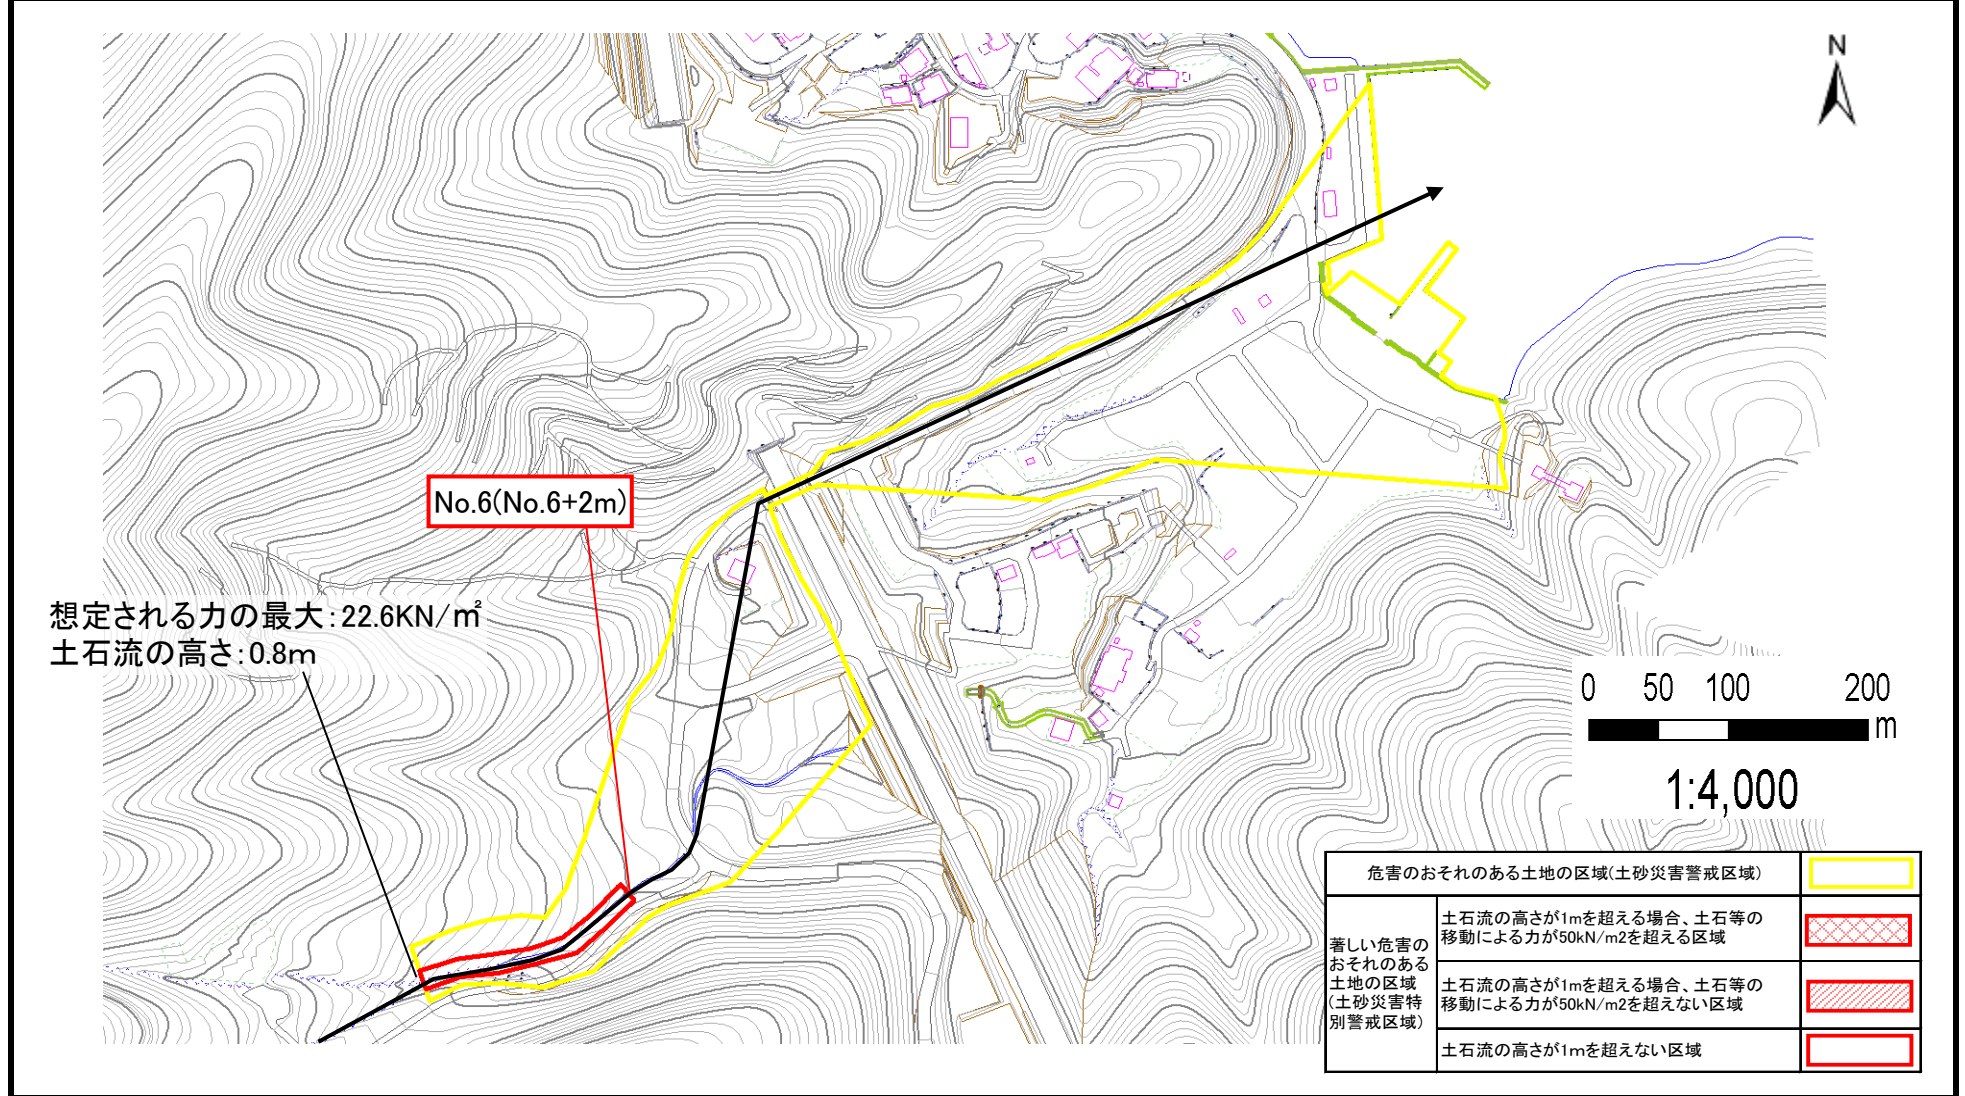 N
No.6(No.6+2m)
想定される力の最大：22.6KN/㎡
土石流の高さ：0.8m
0 50 100 200
m
1:4,000
危害のおそれのある土地の区域(土砂災害警戒区域)
著しい危害の
おそれのある
土地の区域
(土砂災害特
別警戒区域)
土石流の高さが1mを超える場合、土石等の
移動による力が50kN/m2を超える区域
土石流の高さが1mを超える場合、土石等の
移動による力が50kN/m2を超えない区域
土石流の高さが1mを超えない区域